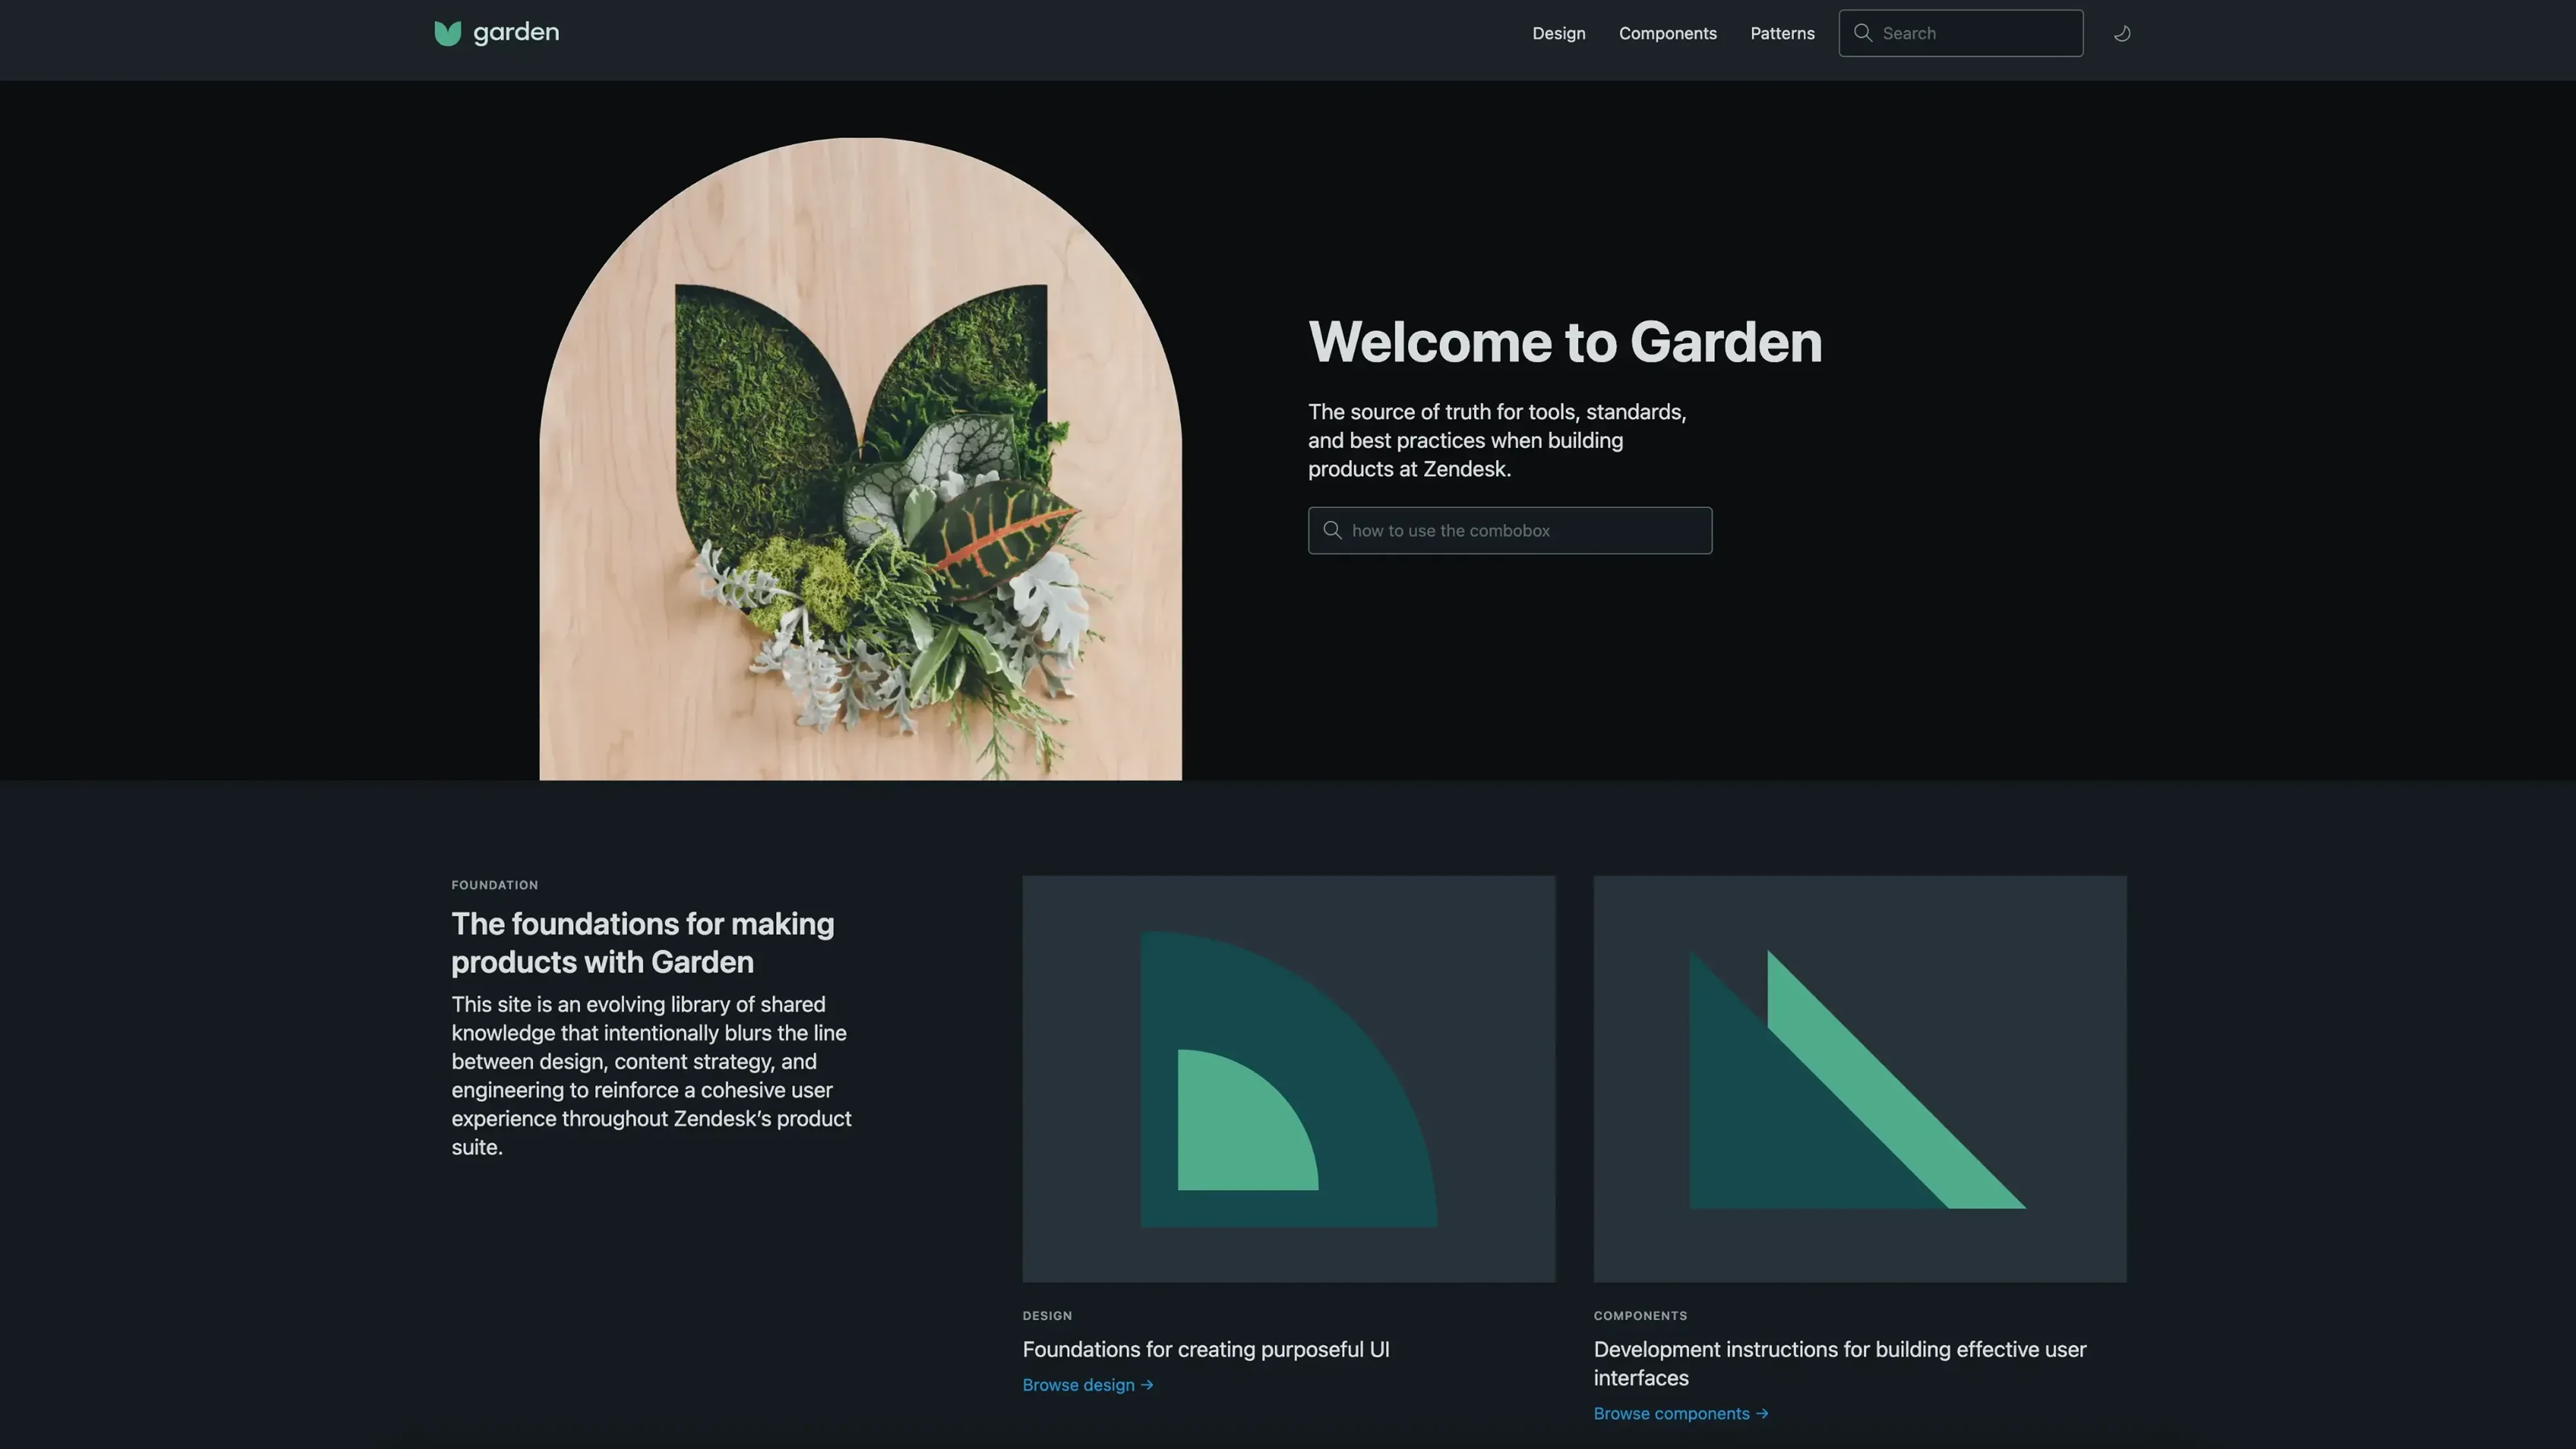 garden
Design
Components
Patterns
Search
Welcome to Garden
The source of truth for tools, standards,
and best practices when building
products at Zendesk.
how to use the combobox
FOUNDATION
The foundations for making
products with Garden
This site is an evolving library of shared
knowledge that intentionally blurs the line
between design, content strategy, and
engineering to reinforce a cohesive user
experience throughout Zendesk’s product
suite.
DESIGN
Foundations for creating purposeful UI
Browse design →
COMPONENTS
Development instructions for building effective user
interfaces
Browse components →